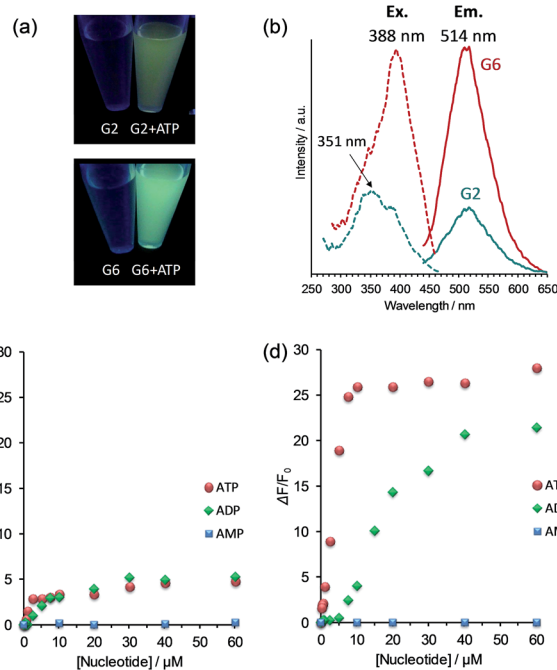 (a)
G2 G2+ATP
G6 G6+ATP
(b)
Ex. Em.
388 nm 514 nm
G6
351 nm
G2
Intensity / a.u.
250 300 350 400 450 500 550 600 650
Wavelength / nm
30
25
20
15
10
5
0
ATP
ADP
AMP
0 10 20 30 40 50 60
[Nucleotide] / µM
(d)
ΔF/F0
30
25
20
15
10
5
0
0 10 20 30 40 50 60
[Nucleotide] / µM